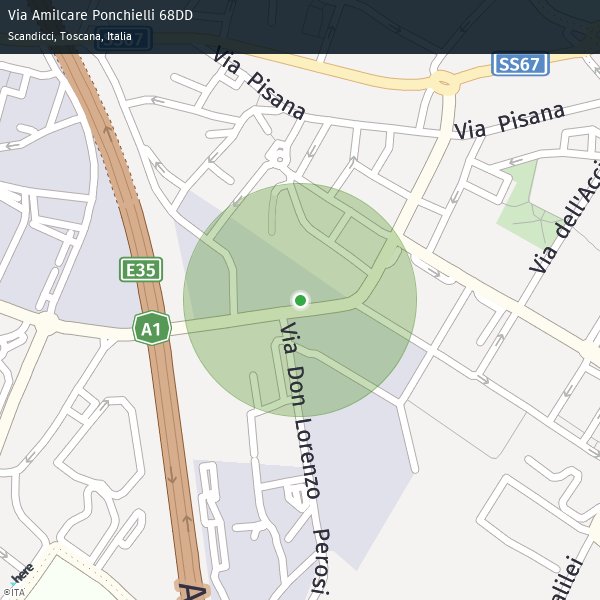 Via Amilcare Ponchielli 68DD
Scandicci, Toscana, Italia
SS67
Via Pisana
Via Pisana
Via dell'Acci
E35
A1
Via Don Lorenzo Perosi
alilei
A
here
©ITA